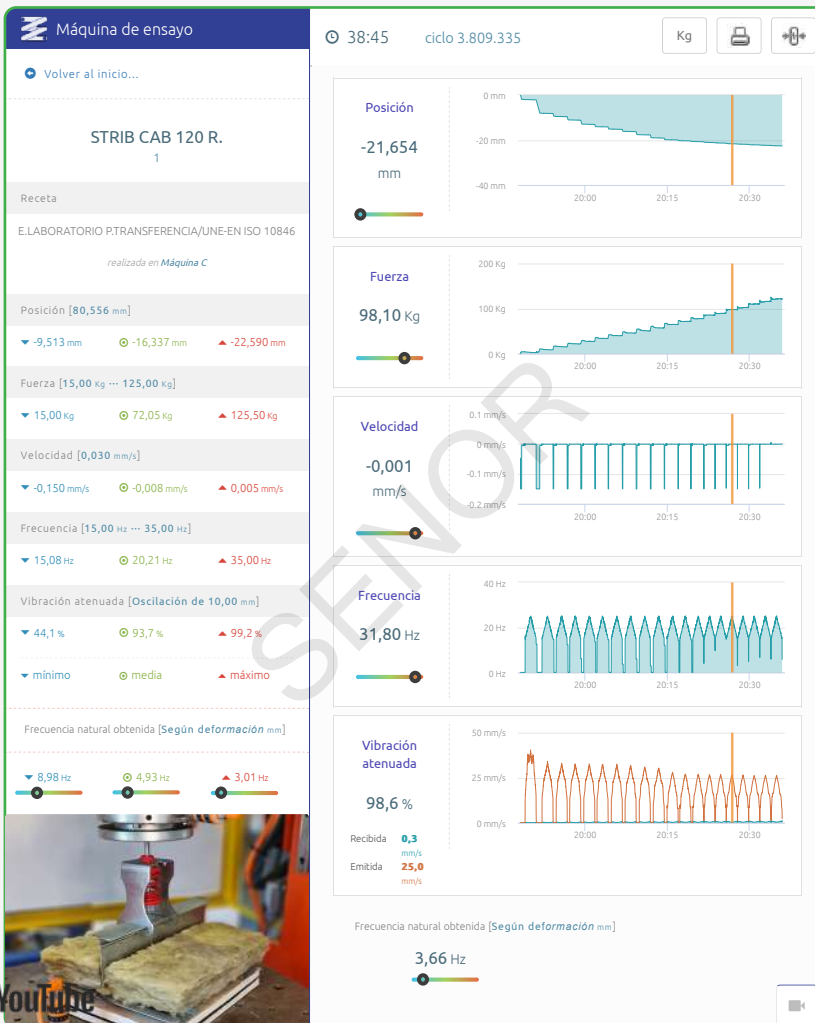 Máquina de ensayo
Volver al inicio...
STRIB CAB 120 R.
1
Receta
E.LABORATORIO P.TRANSFERENCIA/UNE-EN ISO 10846
realizada en Máquina C
Posición [80,556 mm]
-9,513 mm -16,337 mm -22,590 mm
Fuerza [15,00 Kg ... 125,00 Kg]
15,00 Kg 72,05 Kg 125,50 Kg
Velocidad [0,030 mm/s]
-0,150 mm/s -0,008 mm/s 0,005 mm/s
Frecuencia [15,00 Hz ... 35,00 Hz]
15,08 Hz 20,21 Hz 35,00 Hz
Vibración atenuada [Oscilación de 10,00 mm]
44,1 % 93,7 % 99,2 %
mínimo media máximo
Frecuencia natural obtenida [Según deformación mm]
8,98 Hz 4,93 Hz 3,01 Hz
YouTube
38:45 ciclo 3.809.335 Kg
Posición
-21,654
mm
0 mm
-20 mm
-40 mm
20:00 20:15 20:30
Fuerza
98,10 Kg
200 Kg
100 Kg
0 Kg
20:00 20:15 20:30
Velocidad
-0,001
mm/s
0.1 mm/s
0 mm/s
-0.1 mm/s
-0.2 mm/s
20:00 20:15 20:30
Frecuencia
31,80 Hz
40 Hz
20 Hz
0 Hz
20:00 20:15 20:30
Vibración
atenuada
98,6 %
Recibida 0,3
mm/s
Emitida 25,0
mm/s
50 mm/s
25 mm/s
0 mm/s
20:00 20:15 20:30
Frecuencia natural obtenida [Según deformación mm]
3,66 Hz
SENOR